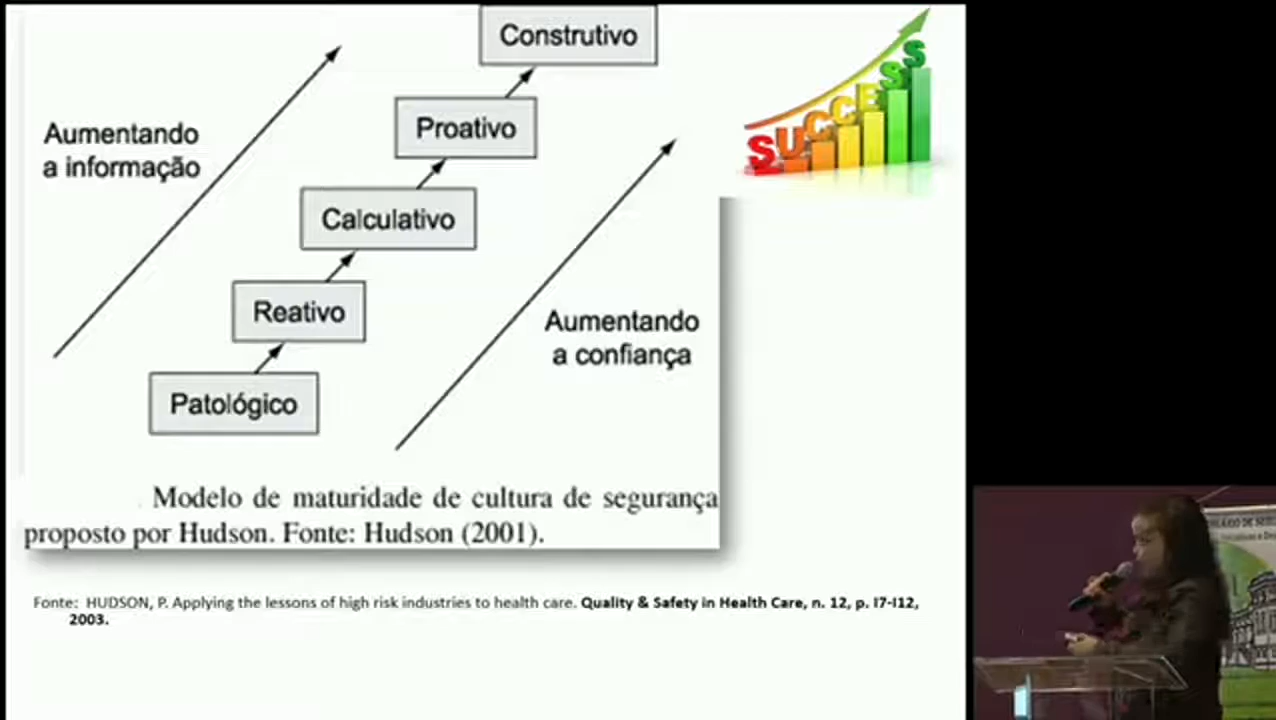 Construtivo
SUCCESS
Aumentando
a informação
Proativo
Calculativo
Reativo
Aumentando
a confiança
Patológico
Modelo de maturidade de cultura de segurança
proposto por Hudson. Fonte: Hudson (2001).
Fonte: HUDSON, P. Applying the lessons of high risk industries to health care. Quality & Safety in Health Care, n. 12, p. I7-I12,
2003.